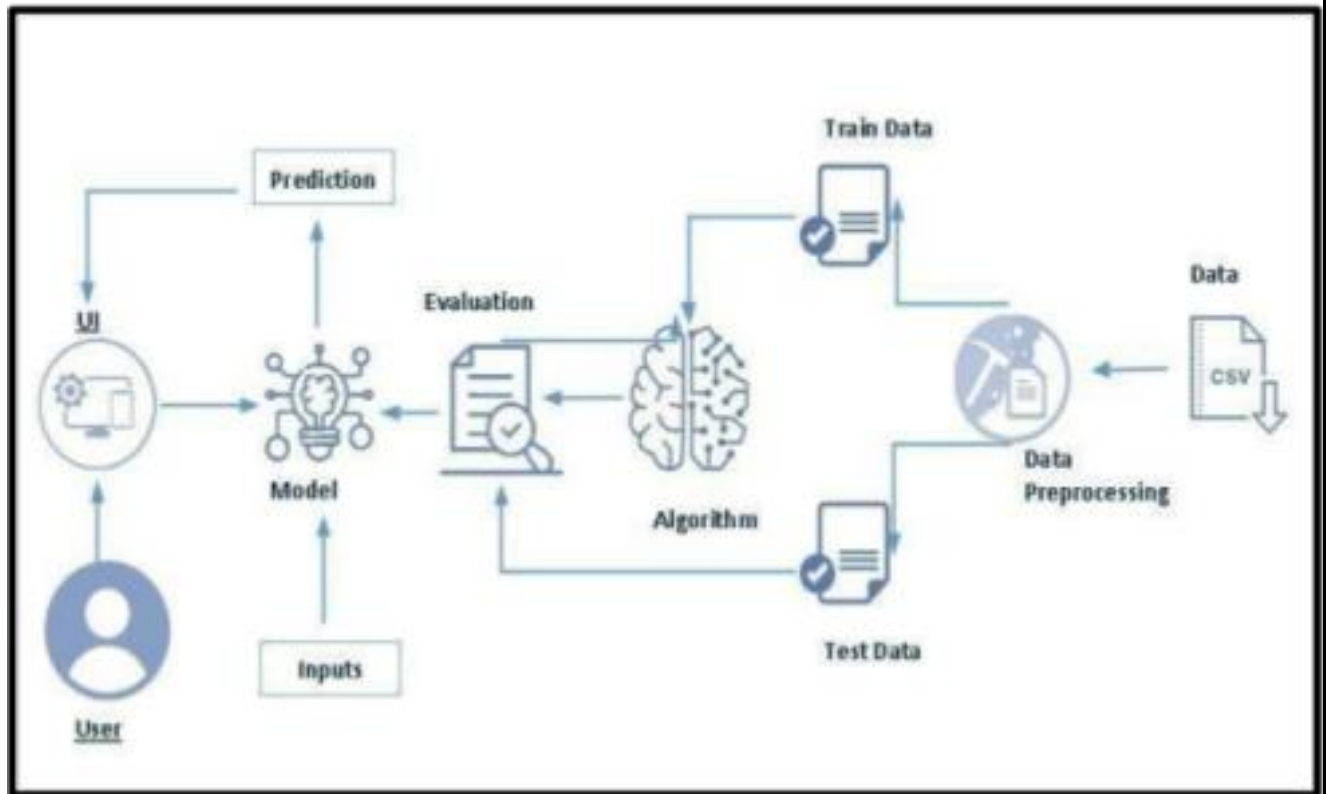 Train Data
Prediction
Data
Evaluation
UI
CSV
Data
Preprocessing
Model
Algorithm
Test Data
Inputs
User